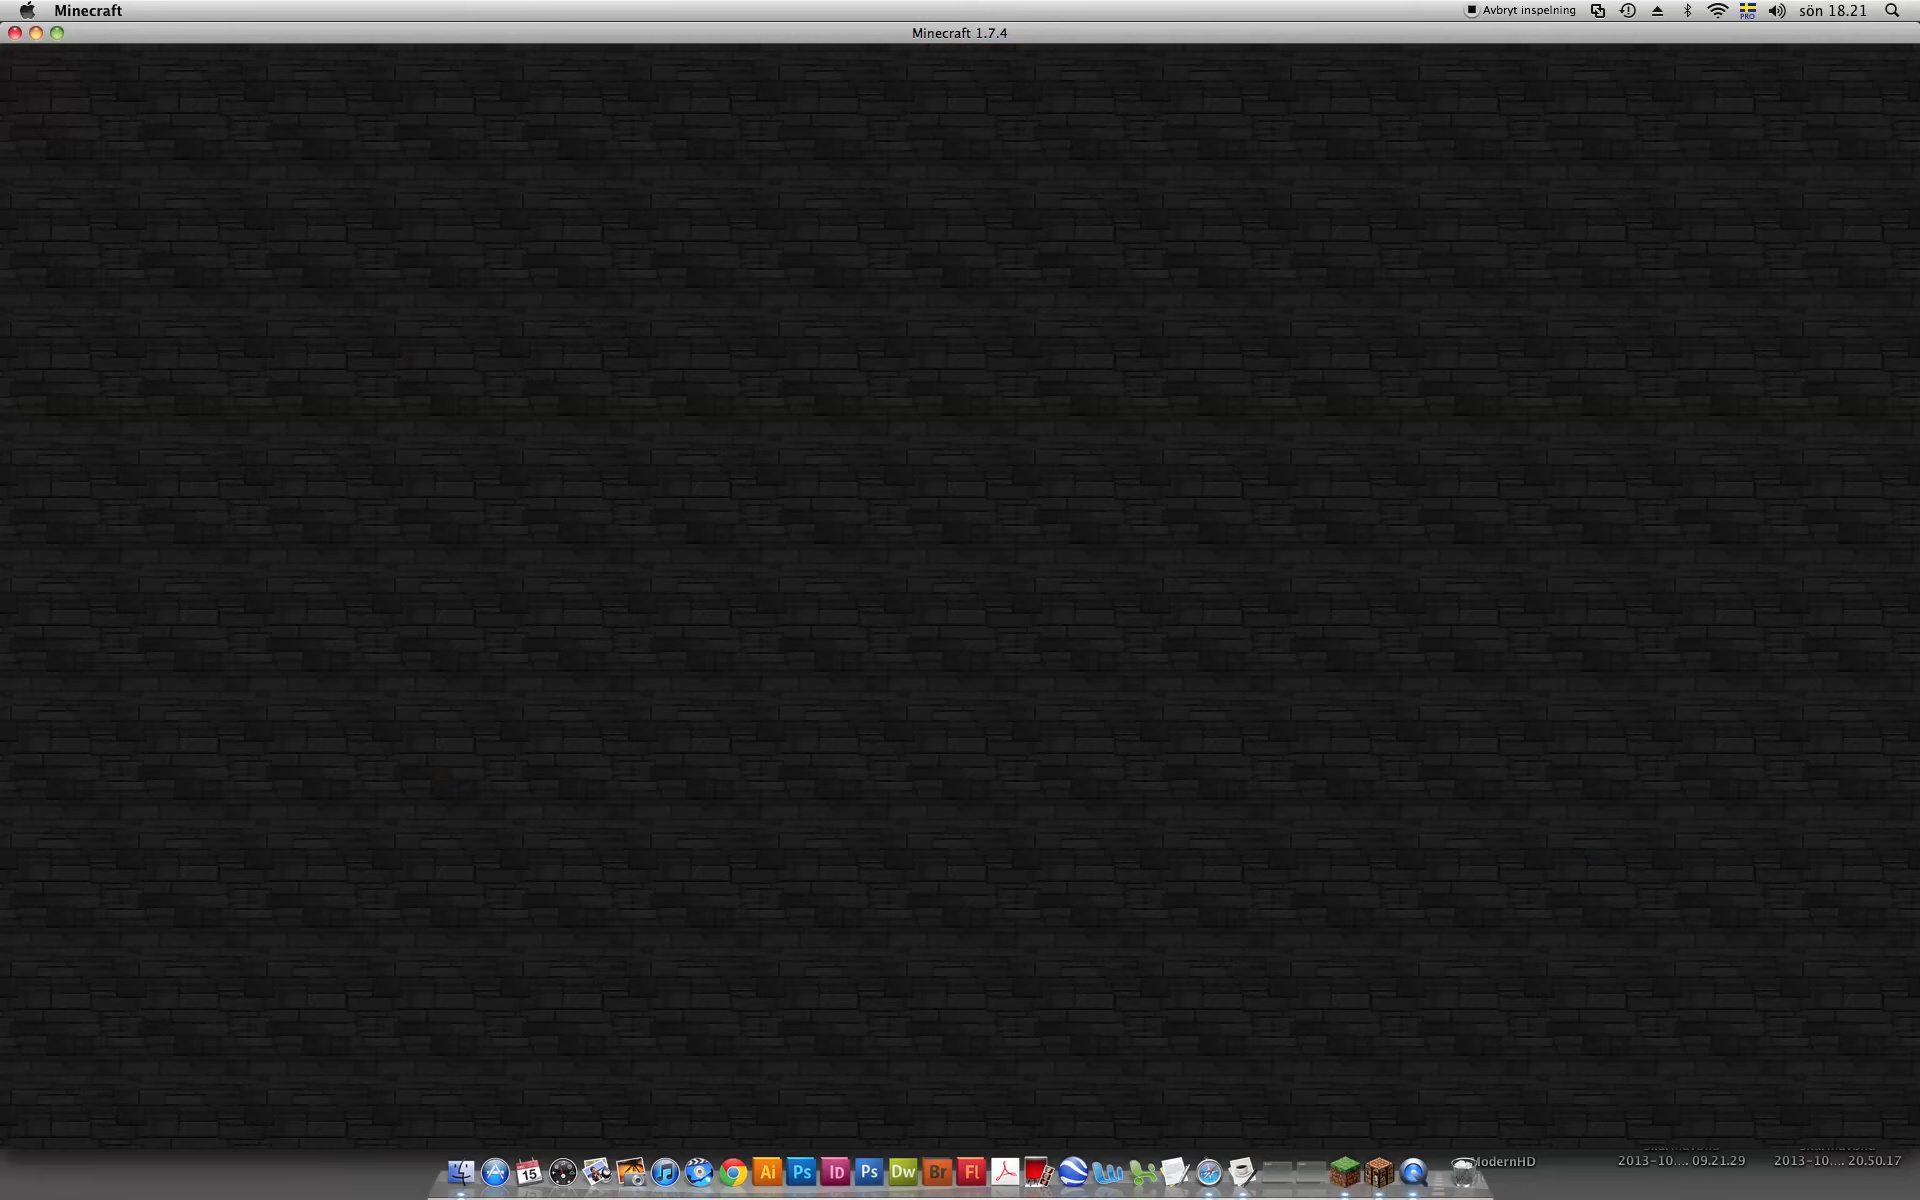 Minecraft
Avbryt inspelning
PRO
sön 18.21
Minecraft 1.7.4
15
Ai
Ps
Id
Ps
Dw
Br
Fl
ModernHD
2013-10.... 09.21.29
2013-10.... 20.50.17